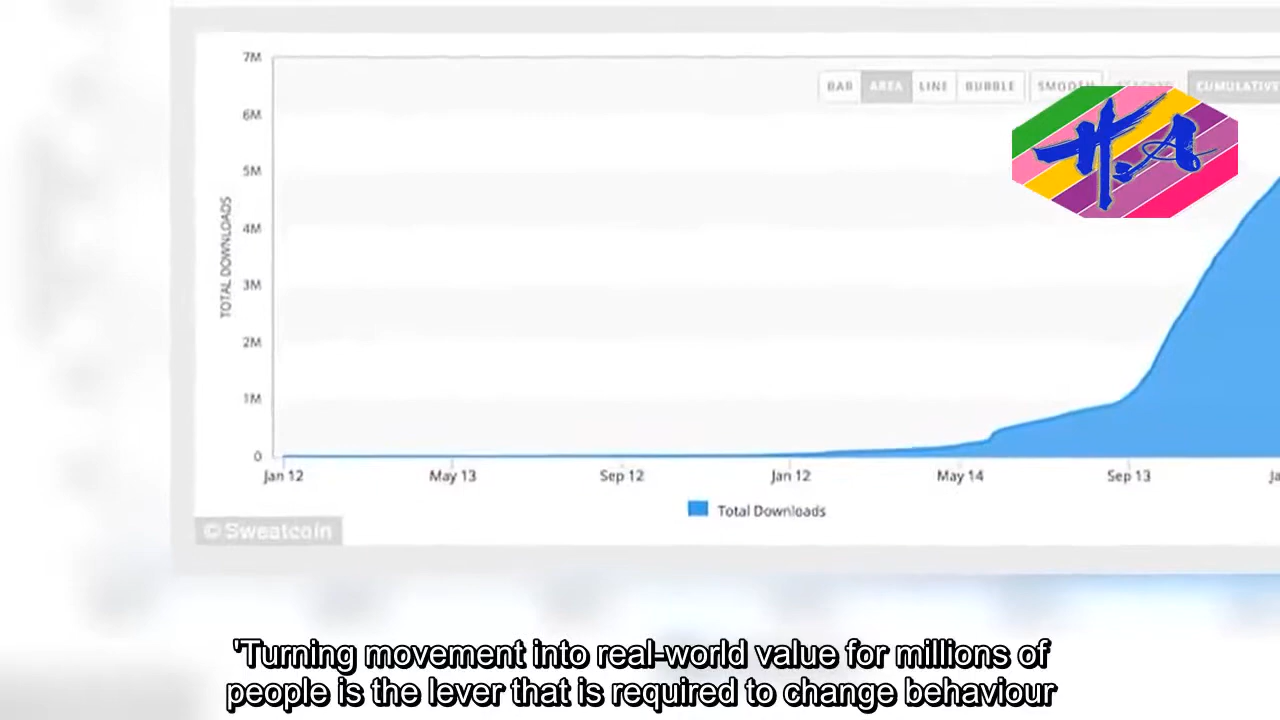 7M
BAR AREA LINE BUBBLE SMOOTH STACKED CUMULATIVE
6M
H.A
5M
4M
3M
2M
1M
0
TOTAL DOWNLOADS
Jan 12 May 13 Sep 12 Jan 12 May 14 Sep 13
Total Downloads
© Sweatcoin
'Turning movement into real-world value for millions of
people is the lever that is required to change behaviour